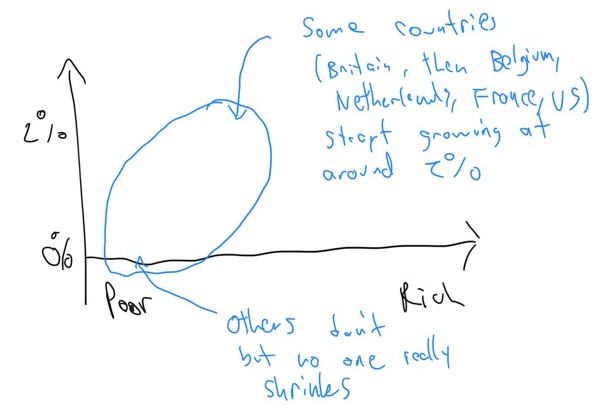 Some countries
(Britain, then Belgium,
Netherlands, France, US)
start growing at
around 2%
2%
0%
Poor
Rich
Others don't
but no one really
shrinks